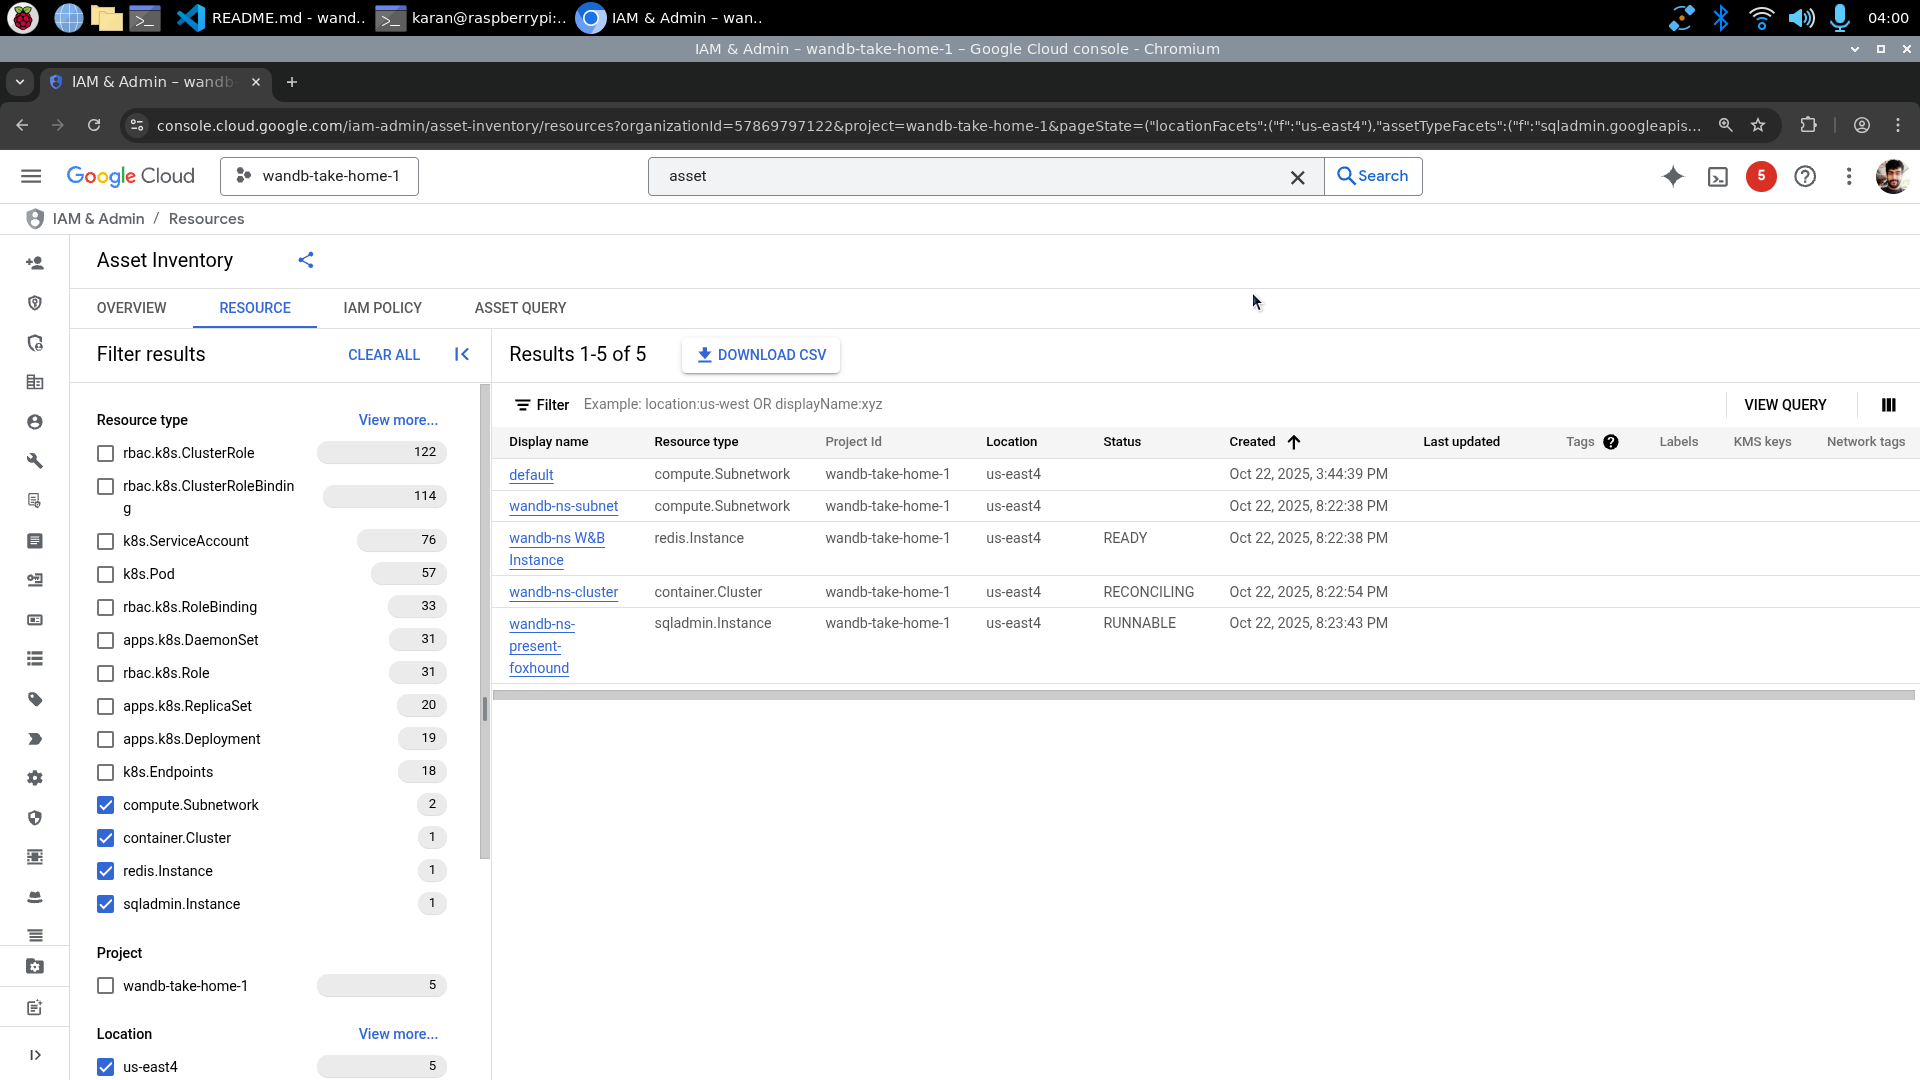 README.md - wand..
karan@raspberrypi:..
IAM & Admin – wan..
04:00
IAM & Admin – wandb-take-home-1 – Google Cloud console - Chromium
IAM & Admin – wandb-
console.cloud.google.com/iam-admin/asset-inventory/resources?organizationId=57869797122&project=wandb-take-home-1&pageState=("locationFacets":("f":"us-east4"),"assetTypeFacets":("f":"sqladmin.googleapis...
Google Cloud
wandb-take-home-1
asset
Search
5
IAM & Admin / Resources
Asset Inventory
OVERVIEW RESOURCE IAM POLICY ASSET QUERY
Filter results CLEAR ALL
Results 1-5 of 5 DOWNLOAD CSV
Resource type View more...
rbac.k8s.ClusterRole 122
rbac.k8s.ClusterRoleBindin
g 114
k8s.ServiceAccount 76
k8s.Pod 57
rbac.k8s.RoleBinding 33
apps.k8s.DaemonSet 31
rbac.k8s.Role 31
apps.k8s.ReplicaSet 20
apps.k8s.Deployment 19
k8s.Endpoints 18
compute.Subnetwork 2
container.Cluster 1
redis.Instance 1
sqladmin.Instance 1
Project
wandb-take-home-1 5
Location View more...
us-east4 5
Filter Example: location:us-west OR displayName:xyz VIEW QUERY
Display name Resource type Project Id Location Status Created Last updated Tags Labels KMS keys Network tags
default compute.Subnetwork wandb-take-home-1 us-east4 Oct 22, 2025, 3:44:39 PM
wandb-ns-subnet compute.Subnetwork wandb-take-home-1 us-east4 Oct 22, 2025, 8:22:38 PM
wandb-ns W&B redis.Instance wandb-take-home-1 us-east4 READY Oct 22, 2025, 8:22:38 PM
Instance
wandb-ns-cluster container.Cluster wandb-take-home-1 us-east4 RECONCILING Oct 22, 2025, 8:22:54 PM
wandb-ns- sqladmin.Instance wandb-take-home-1 us-east4 RUNNABLE Oct 22, 2025, 8:23:43 PM
present-
foxhound